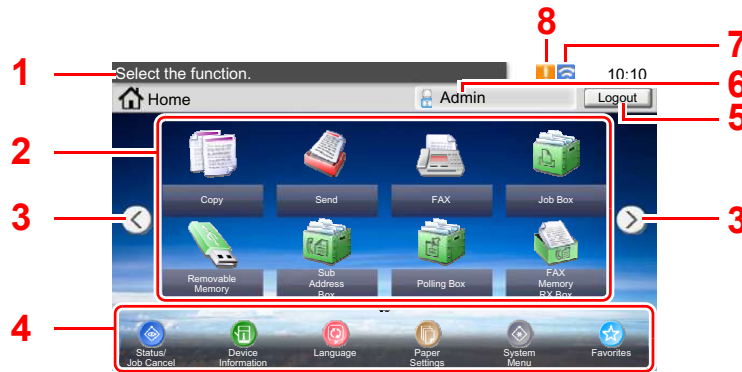 8
7
1
Select the function.
10:10
6
Home
Admin
Logout
5
2
Copy
Send
FAX
Job Box
3
3
Removable
Memory
Sub
Address
Box
Polling Box
FAX
Memory
RX Box
4
Status/
Job Cancel
Device
Information
Language
Paper
Settings
System
Menu
Favorites